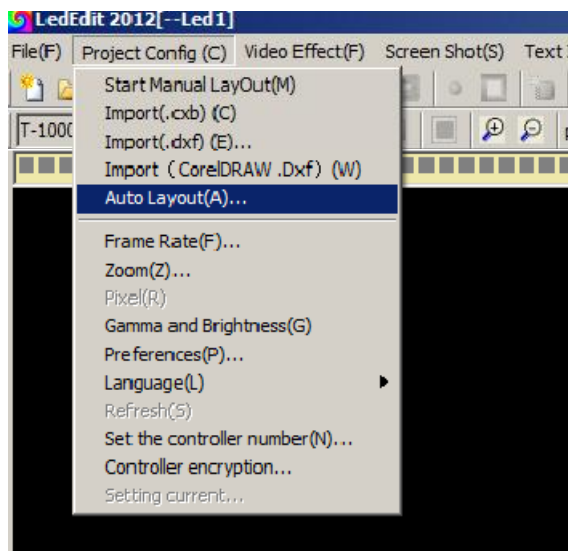 LedEdit 2012[--Led1]
File(F) Project Config (C) Video Effect(F) Screen Shot(S) Text
T-1000
Start Manual LayOut(M)
Import(.cxb) (C)
Import(.dxf) (E)...
Import ( CorelDRAW .Dxf) (W)
Auto Layout(A)...
Frame Rate(F)...
Zoom(Z)...
Pixel(R)
Gamma and Brightness(G)
Preferences(P)...
Language(L)
Refresh(S)
Set the controller number(N)...
Controller encryption...
Setting current...